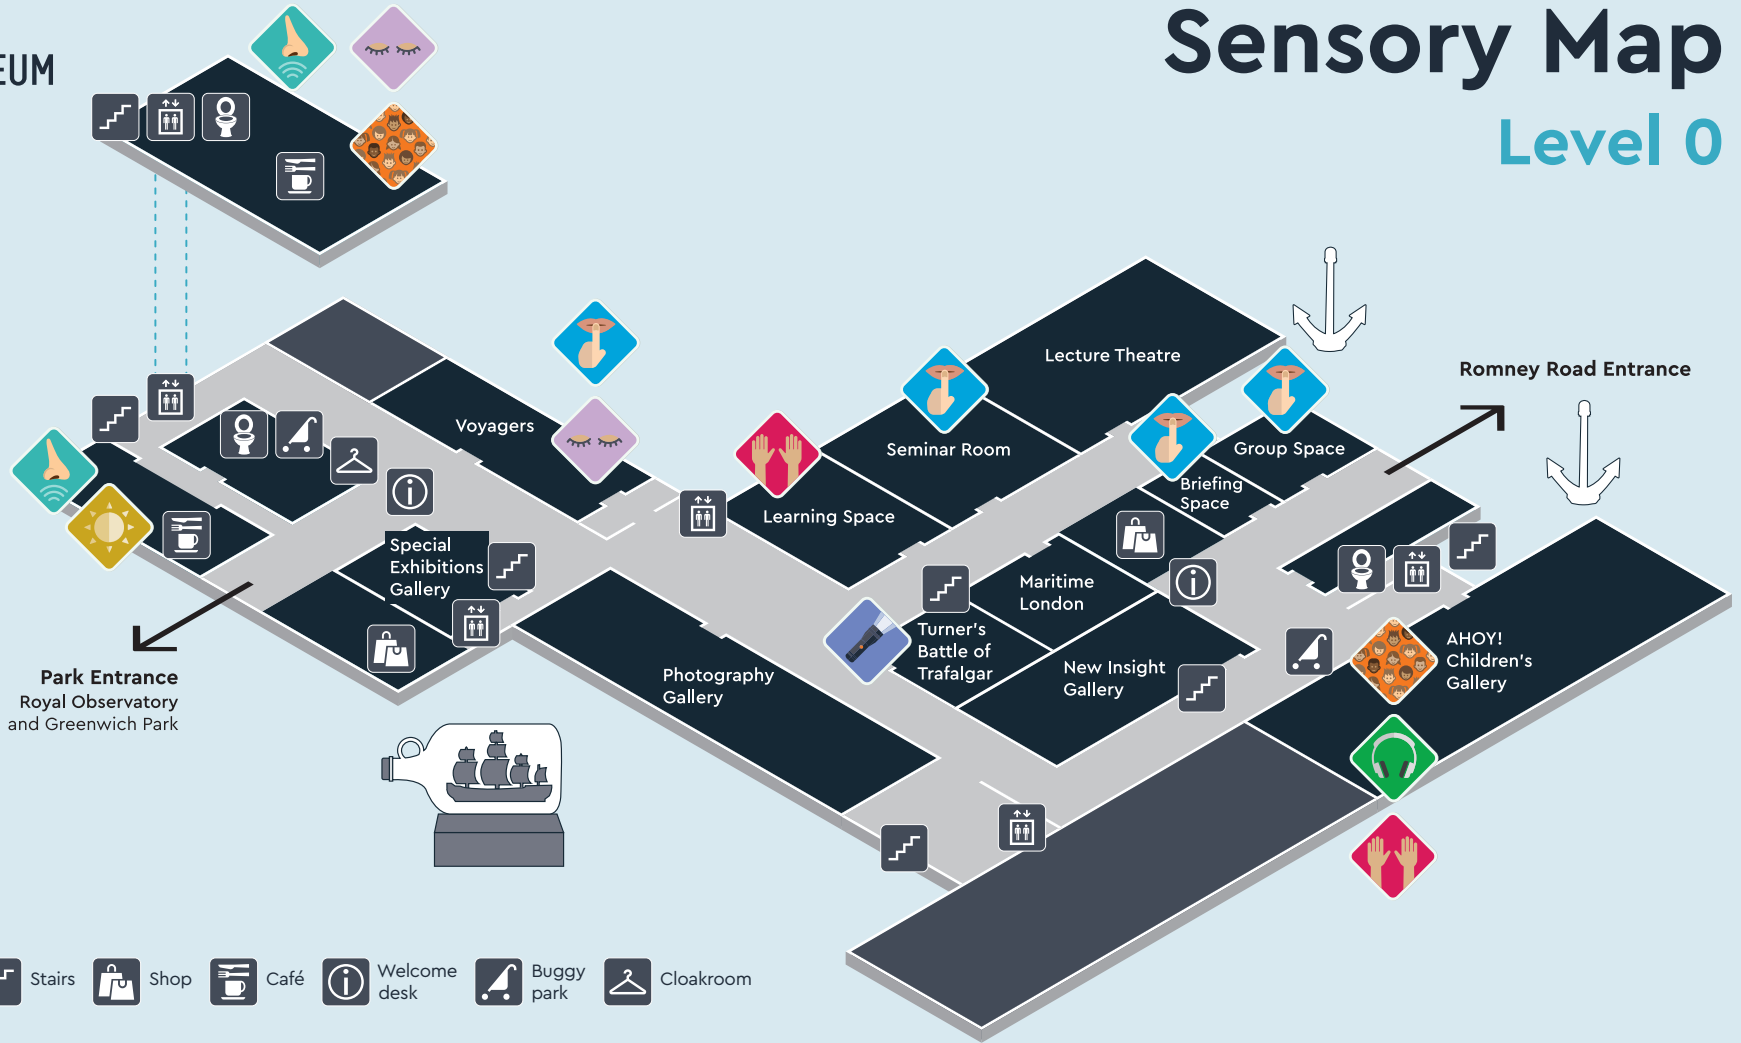 Sensory Map
Level 0
Lecture Theatre
Romney Road Entrance
Voyagers
Seminar Room
Group Space
Briefing
Space
Learning Space
Special
Exhibitions
Gallery
Maritime
London
Turner's
Battle of
Trafalgar
New Insight
Gallery
AHOY!
Children's
Gallery
Photography
Gallery
Park Entrance
Royal Observatory
and Greenwich Park
Stairs
Shop
Café
Welcome
desk
Buggy
park
Cloakroom